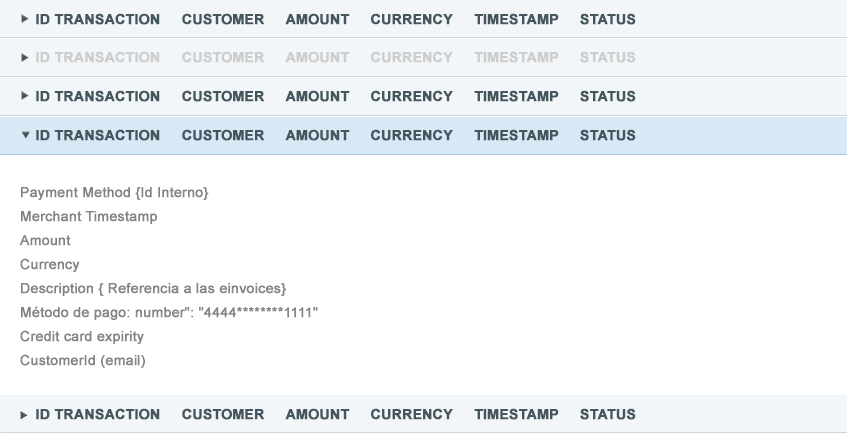 ID TRANSACTION CUSTOMER AMOUNT CURRENCY TIMESTAMP STATUS
ID TRANSACTION CUSTOMER AMOUNT CURRENCY TIMESTAMP STATUS
ID TRANSACTION CUSTOMER AMOUNT CURRENCY TIMESTAMP STATUS
ID TRANSACTION CUSTOMER AMOUNT CURRENCY TIMESTAMP STATUS
Payment Method {Id Interno}
Merchant Timestamp
Amount
Currency
Description { Referencia a las einvoices}
Método de pago: number": "4444********1111"
Credit card expirity
CustomerId (email)
ID TRANSACTION CUSTOMER AMOUNT CURRENCY TIMESTAMP STATUS